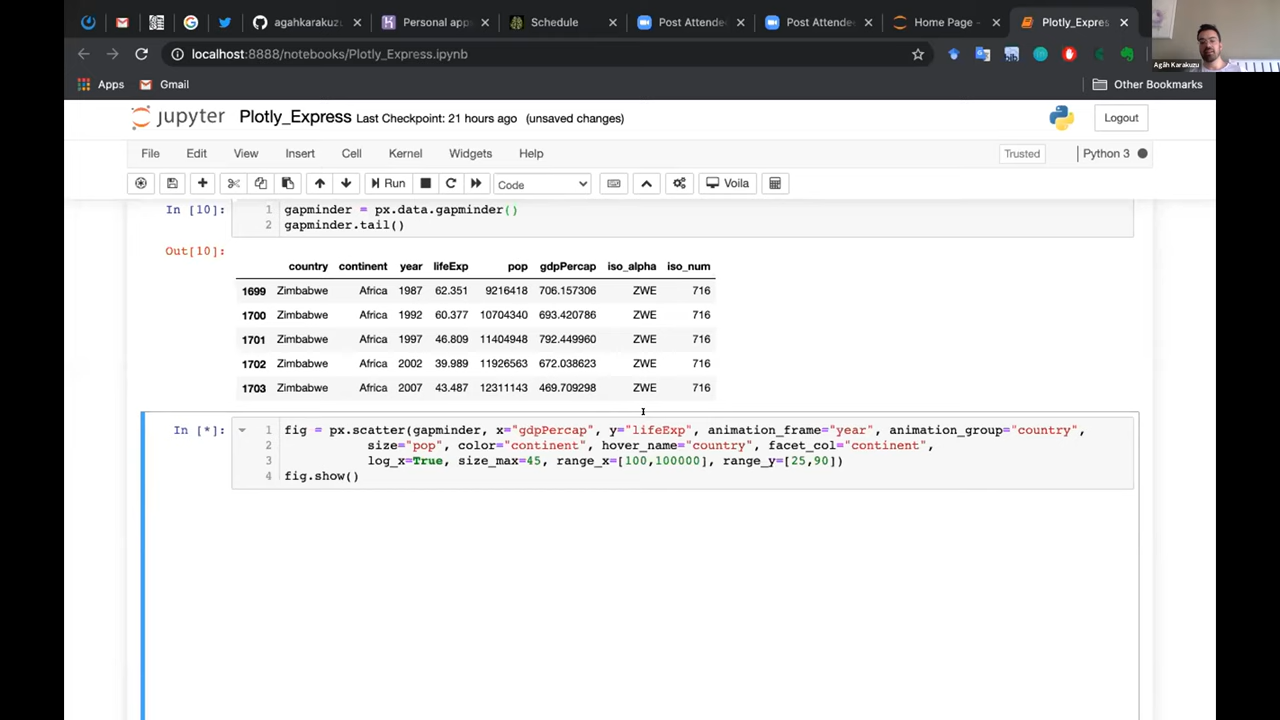 agahkarakuzu
Personal app
Schedule
Post Attende
Post Attende
Home Page -
Plotly_Expres
localhost:8888/notebooks/Plotly_Express.ipynb
Agâh Karakuzu
Apps
Gmail
Other Bookmarks
jupyter Plotly_Express Last Checkpoint: 21 hours ago (unsaved changes)
Logout
File Edit View Insert Cell Kernel Widgets Help
Trusted
Python 3
Run
Code
Voila
In [10]:
1 gapminder = px.data.gapminder()
2 gapminder.tail()
Out[10]:
country continent year lifeExp pop gdpPercap iso_alpha iso_num
1699 Zimbabwe Africa 1987 62.351 9216418 706.157306 ZWE 716
1700 Zimbabwe Africa 1992 60.377 10704340 693.420786 ZWE 716
1701 Zimbabwe Africa 1997 46.809 11404948 792.449960 ZWE 716
1702 Zimbabwe Africa 2002 39.989 11926563 672.038623 ZWE 716
1703 Zimbabwe Africa 2007 43.487 12311143 469.709298 ZWE 716
In [*]:
1 fig = px.scatter(gapminder, x="gdpPercap", y="lifeExp", animation_frame="year", animation_group="country",
2 size="pop", color="continent", hover_name="country", facet_col="continent",
3 log_x=True, size_max=45, range_x=[100,100000], range_y=[25,90])
4 fig.show()